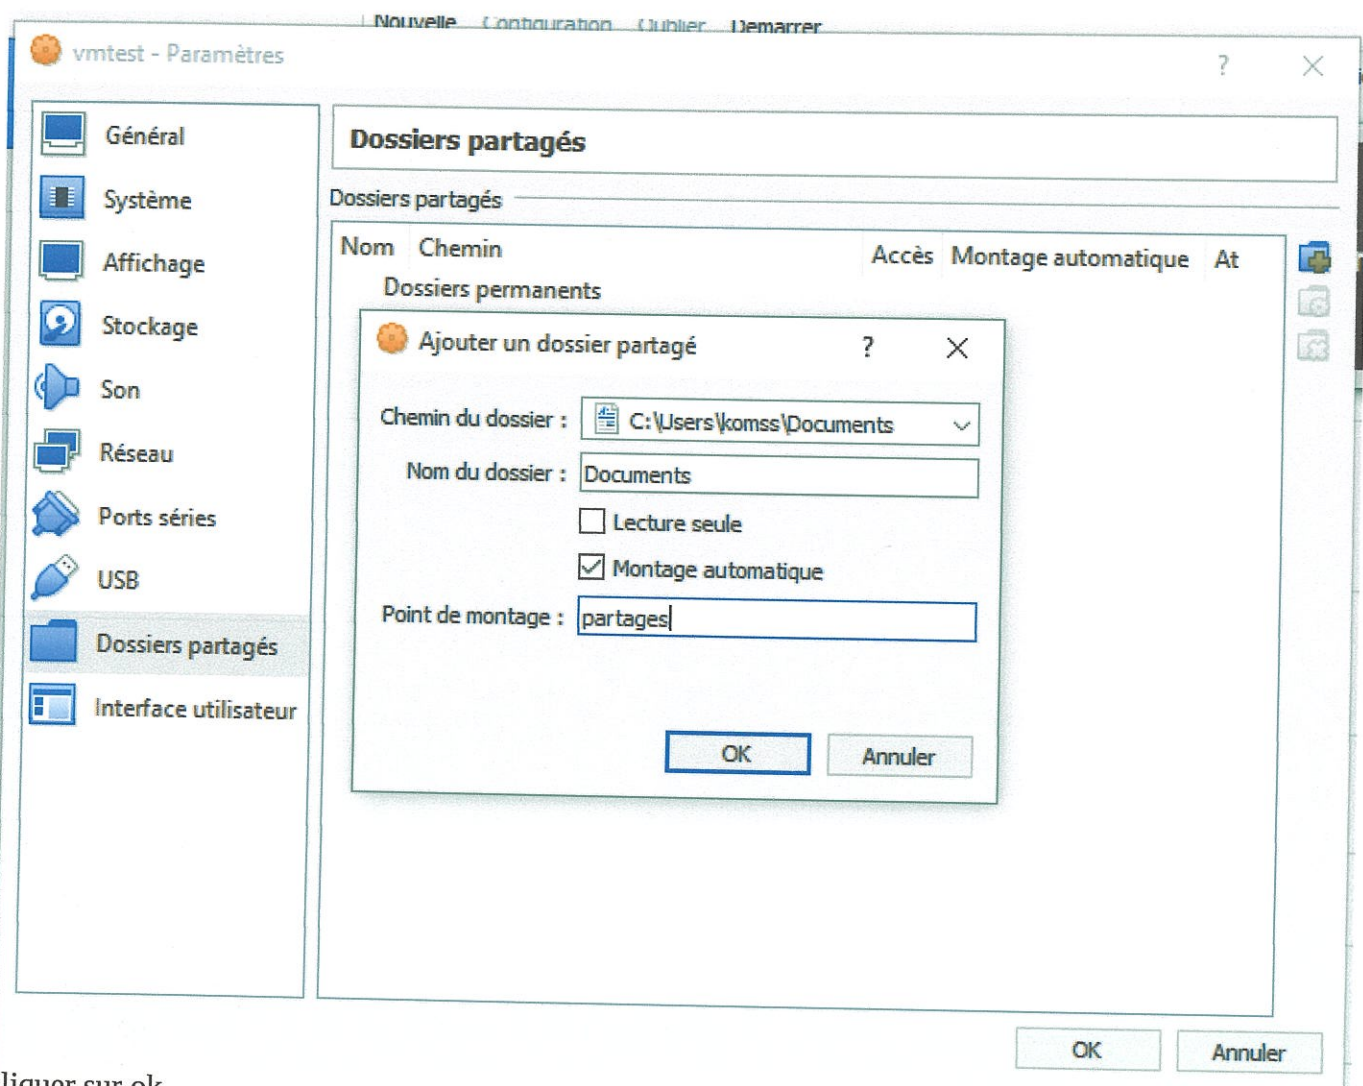 Nouvelle Configuration Oublier Démarrer
vmtest - Paramètres ?
Général
Système
Affichage
Stockage
Son
Réseau
Ports séries
USB
Dossiers partagés
Interface utilisateur
Dossiers partagés
Dossiers partagés
Nom Chemin Accès Montage automatique At
Dossiers permanents
Ajouter un dossier partagé ?
Chemin du dossier : C:\Users\komss\Documents
Nom du dossier : Documents
Lecture seule
Montage automatique
Point de montage : partages
OK Annuler
OK Annuler
liquer sur ok